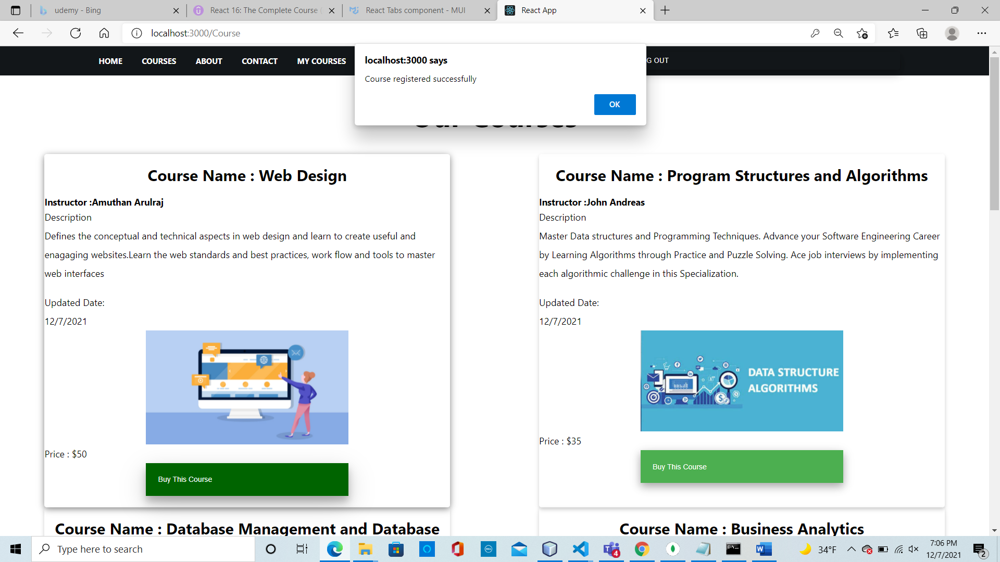 udemy - Bing
React 16: The Complete Course
React Tabs component - MUI
React App
localhost:3000/Course
HOME
COURSES
ABOUT
CONTACT
MY COURSES
G OUT
localhost:3000 says
Course registered successfully
OK
Our Courses
Course Name : Web Design
Instructor :Amuthan Arulraj
Description
Defines the conceptual and technical aspects in web design and learn to create useful and
enagaging websites.Learn the web standards and best practices, work flow and tools to master
web interfaces
Updated Date:
12/7/2021
Price : $50
Buy This Course
Course Name : Program Structures and Algorithms
Instructor :John Andreas
Description
Master Data structures and Programming Techniques. Advance your Software Engineering Career
by Learning Algorithms through Practice and Puzzle Solving. Ace job interviews by implementing
each algorithmic challenge in this Specialization.
Updated Date:
12/7/2021
DATA STRUCTURE
ALGORITHMS
Price : $35
Buy This Course
Course Name : Database Management and Database
Course Name : Business Analytics
Type here to search
DELL
4
34°F
7:06 PM
12/7/2021
2